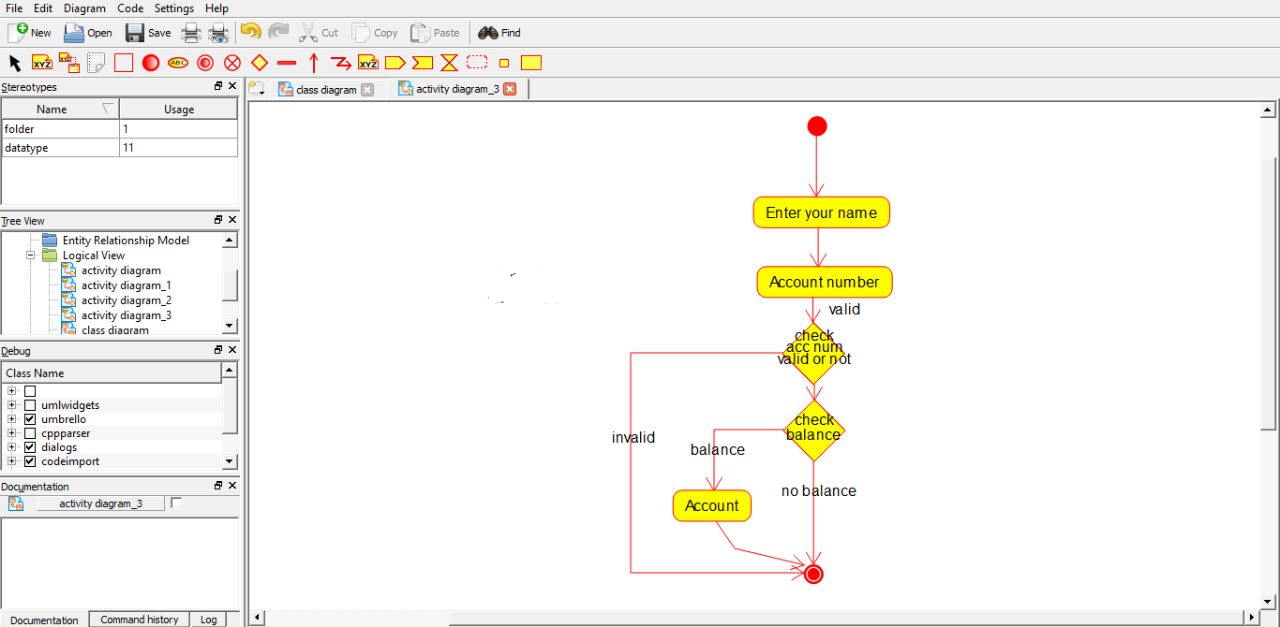 File Edit Diagram Code Settings Help
New Open Save Cut Copy Paste Find
XYZ ABC XYZ
Stereotypes
Name Usage
folder 1
datatype 11
Tree View
Entity Relationship Model
Logical View
activity diagram
activity diagram_1
activity diagram_2
activity diagram_3
class diagram
Debug
Class Name
umlwidgets
umbrello
cppparser
dialogs
codeimport
Documentation
activity diagram_3
Documentation Command history Log
class diagram activity diagram_3
Enter your name
Account number
valid
check
acc num
valid or not
check
balance
invalid
balance
no balance
Account